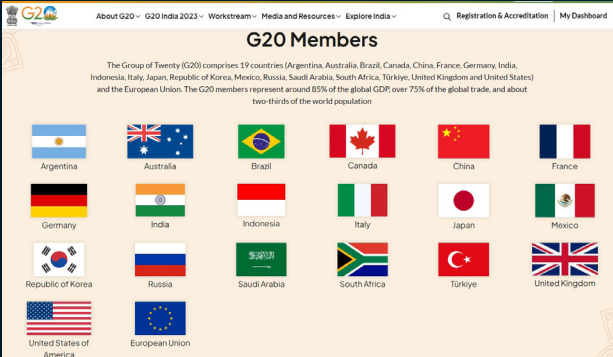 G20
About G20 G20 India 2023 Workstream Media and Resources Explore India Registration & Accreditation | My Dashboard
G20 Members
The Group of Twenty (G20) comprises 19 countries (Argentina, Australia, Brazil, Canada, China, France, Germany, India,
Indonesia, Italy, Japan, Republic of Korea, Mexico, Russia, Saudi Arabia, South Africa, Türkiye, United Kingdom and United States)
and the European Union. The G20 members represent around 85% of the global GDP, over 75% of the global trade, and about
two-thirds of the world population
Argentina Australia Brazil Canada China France
Germany India Indonesia Italy Japan Mexico
Republic of Korea Russia Saudi Arabia South Africa Türkiye United Kingdom
United States of European Union
America